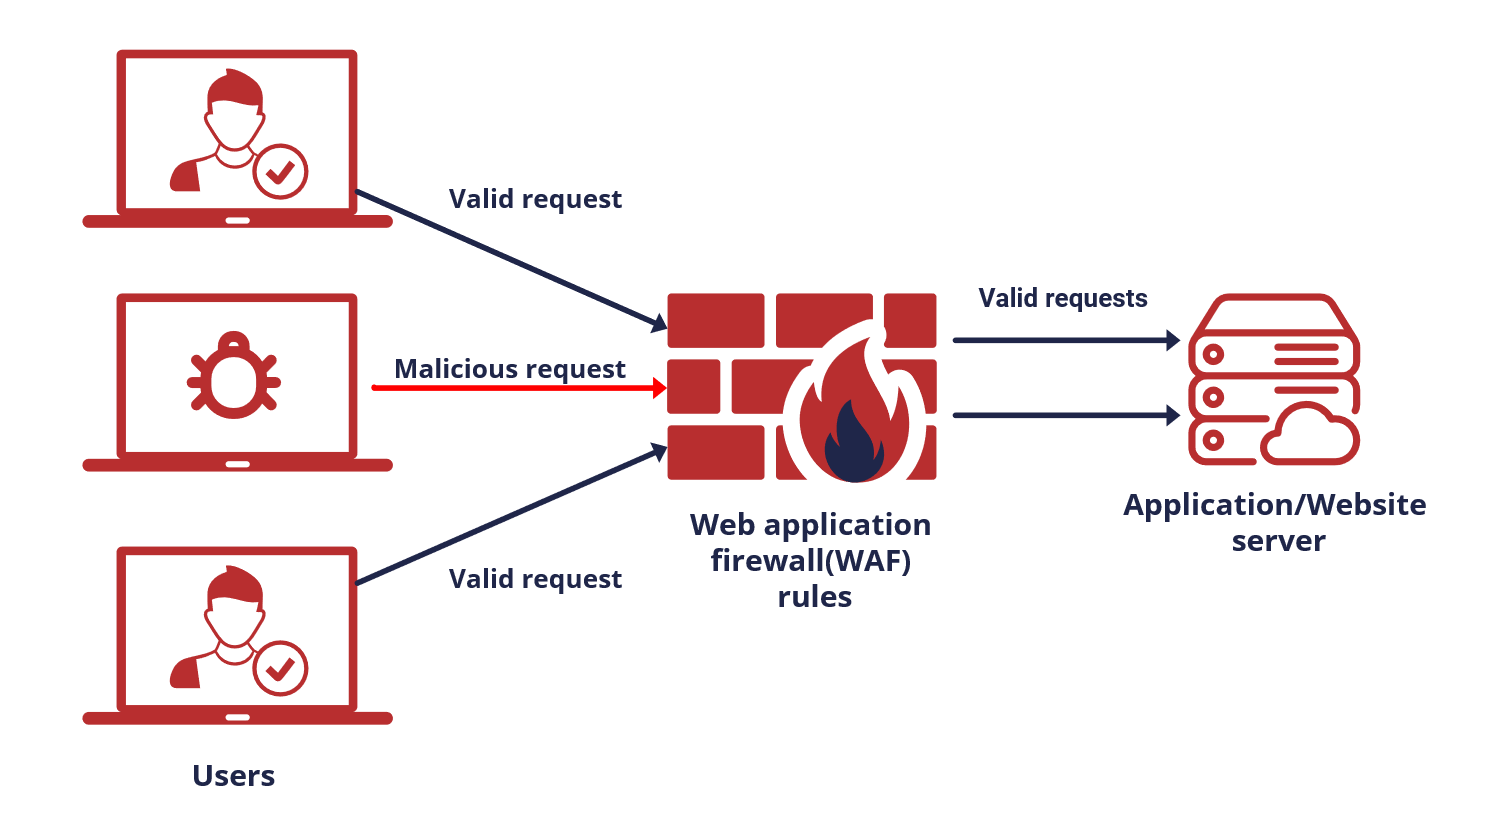 Valid request
Valid requests
Malicious request
Application/Website
server
Web application
firewall(WAF)
rules
Valid request
Users